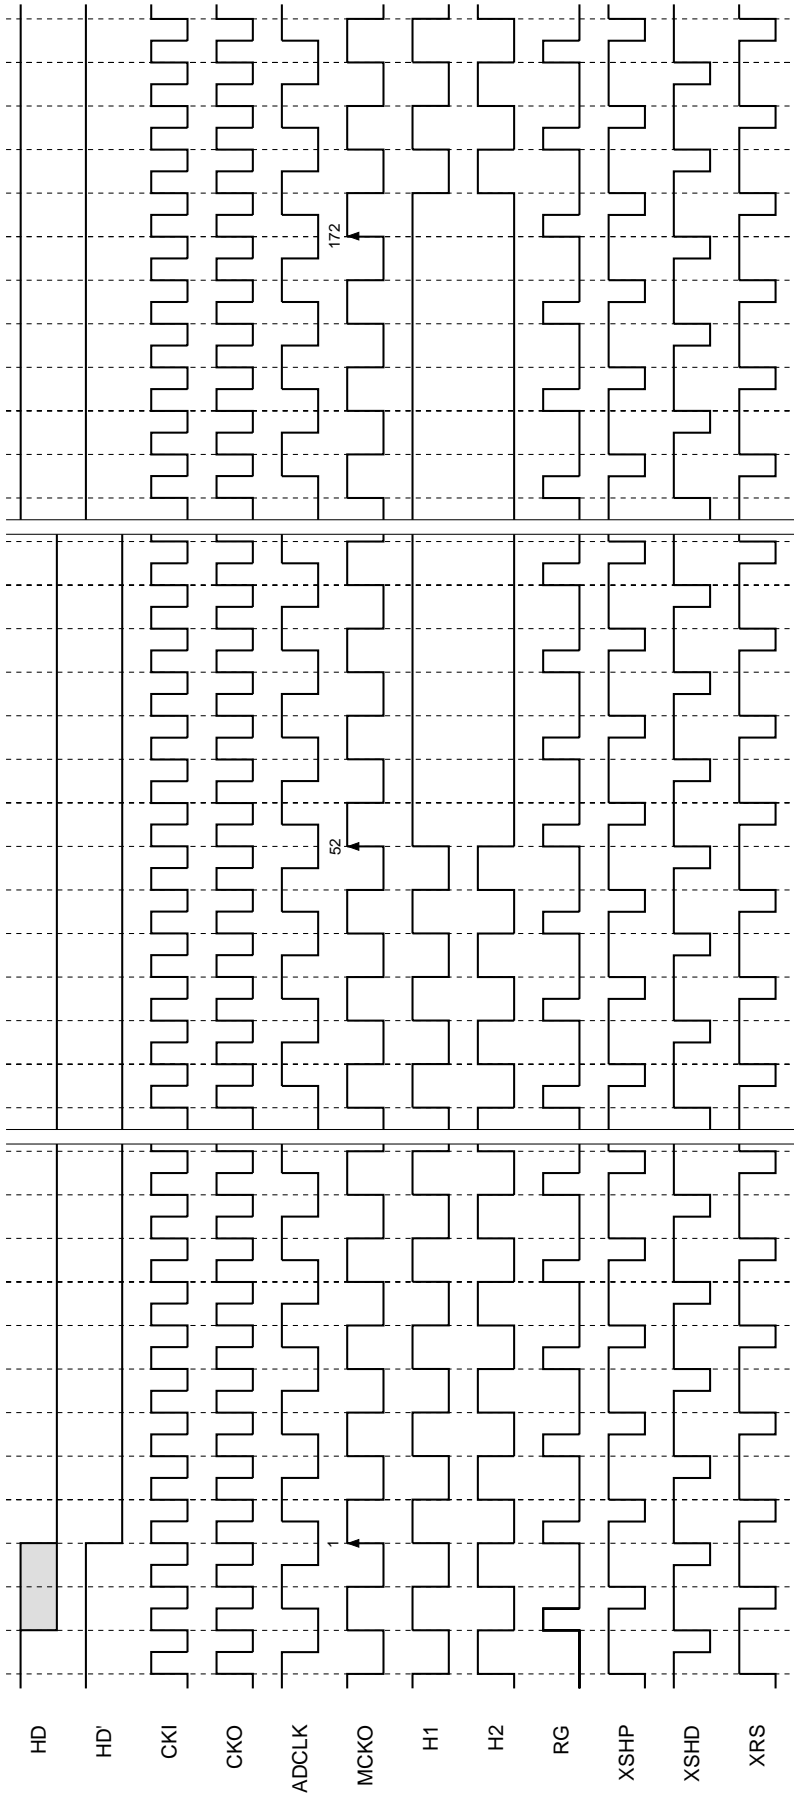 HD
HD'
CKI
CKO
ADCLK
MCKO
H1
H2
RG
XSHP
XSHD
XRS
1
52
172